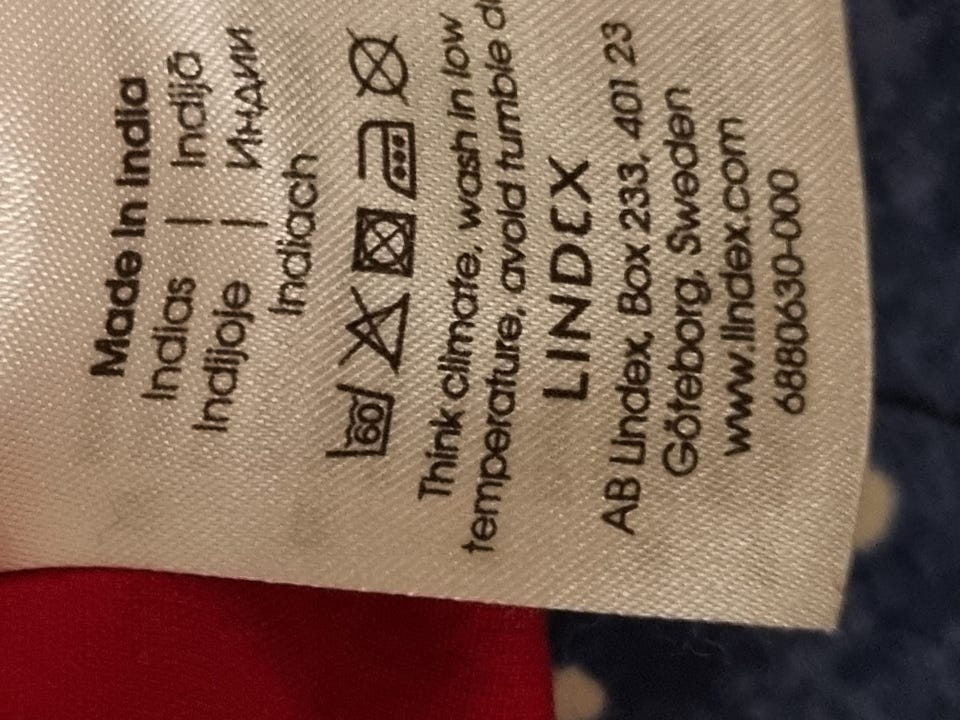 Made In India
Indias | Indijā
Indijoje | Индии
Indiach
60
Think climate, wash in low
temperature, avoid tumble
LINDEX
AB Lindex, Box 233, 401 23
Göteborg, Sweden
www.lindex.com
6880630-000